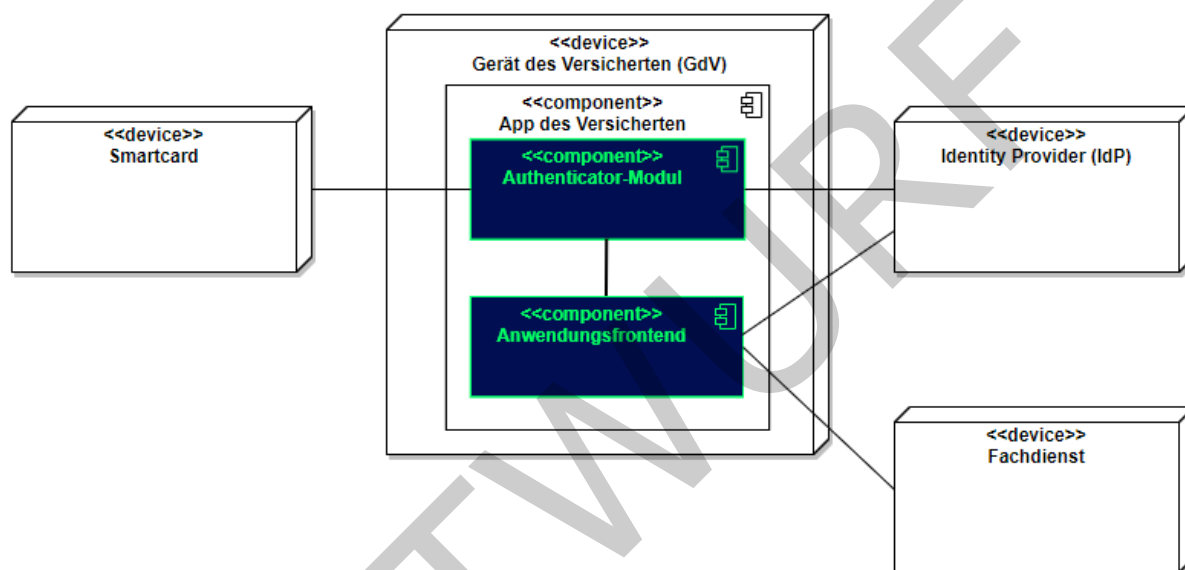 <<device>>
Gerät des Versicherten (GdV)
<<component>>
App des Versicherten
<<device>>
Smartcard
<<component>>
Authenticator-Modul
<<device>>
Identity Provider (IdP)
<<component>>
Anwendungsfrontend
<<device>>
Fachdienst
TWURF